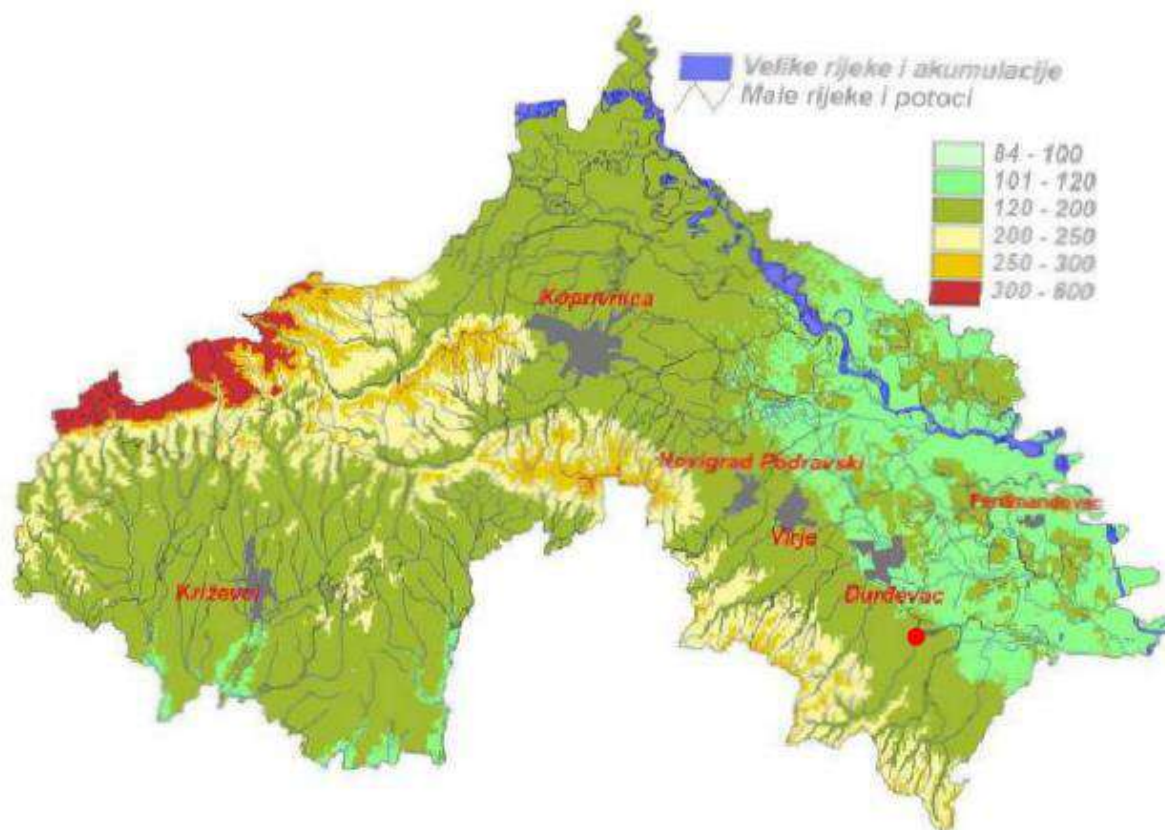 Velike rijeke i akumulacije
Male rijeke i potoci
84 - 100
101 - 120
120 - 200
200 - 250
250 - 300
300 - 600
Koprivnica
Novigrad Podravski
Ferdinandovac
Virje
Đurđevac
Križevci